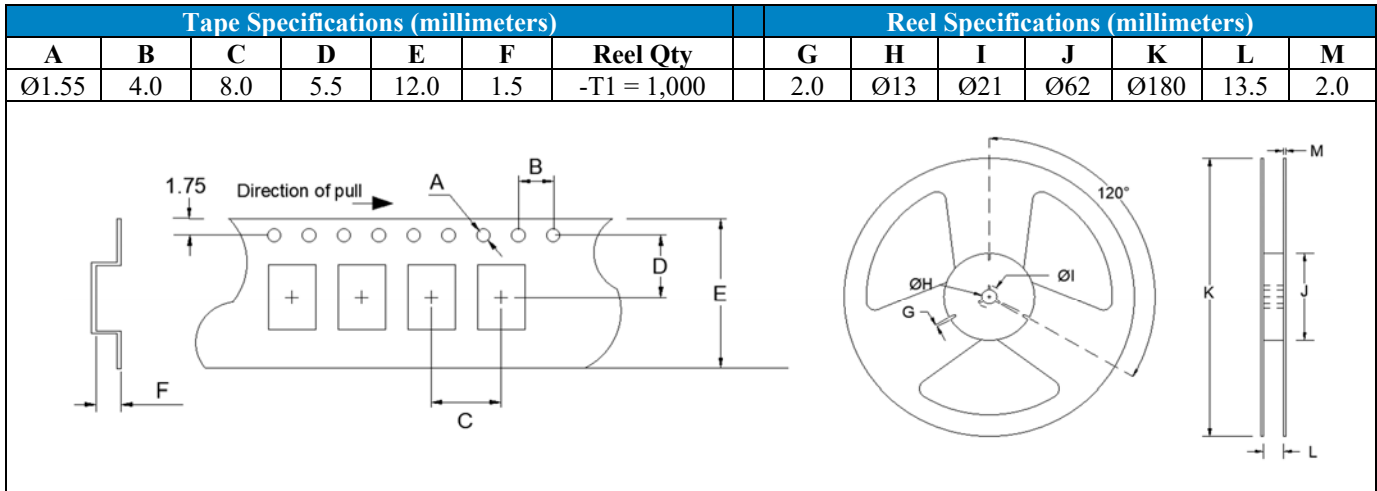 Tape Specifications (millimeters) Reel Specifications (millimeters)
A B C D E F Reel Qty G H I J K L M
Ø1.55 4.0 8.0 5.5 12.0 1.5 -T1 = 1,000 2.0 Ø13 Ø21 Ø62 Ø180 13.5 2.0
1.75 Direction of pull A B
D
E
F
C
120°
ØH ØI
G
M
K J
L